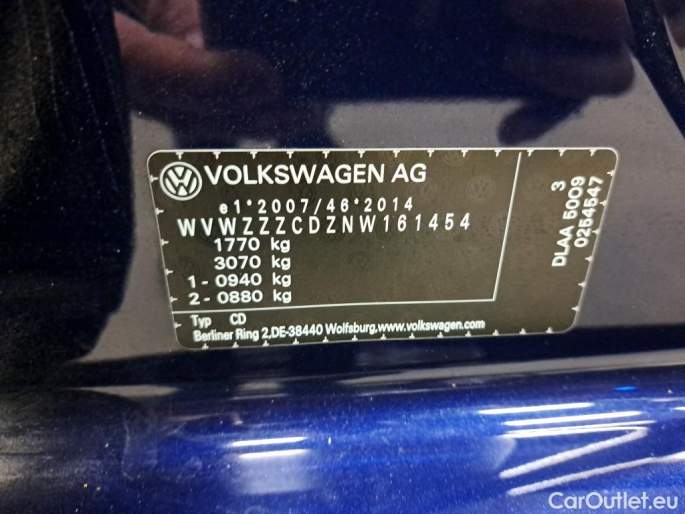 VOLKSWAGEN AG
e1*2007/46*2014
WVWZZZCDZNW161454
1770 kg
3070 kg
1 - 0940 kg
2 - 0880 kg
Typ CD
Berliner Ring 2,DE-38440 Wolfsburg,www.volkswagen.com
3
DLAA 5009
0254547
CarOutlet.eu